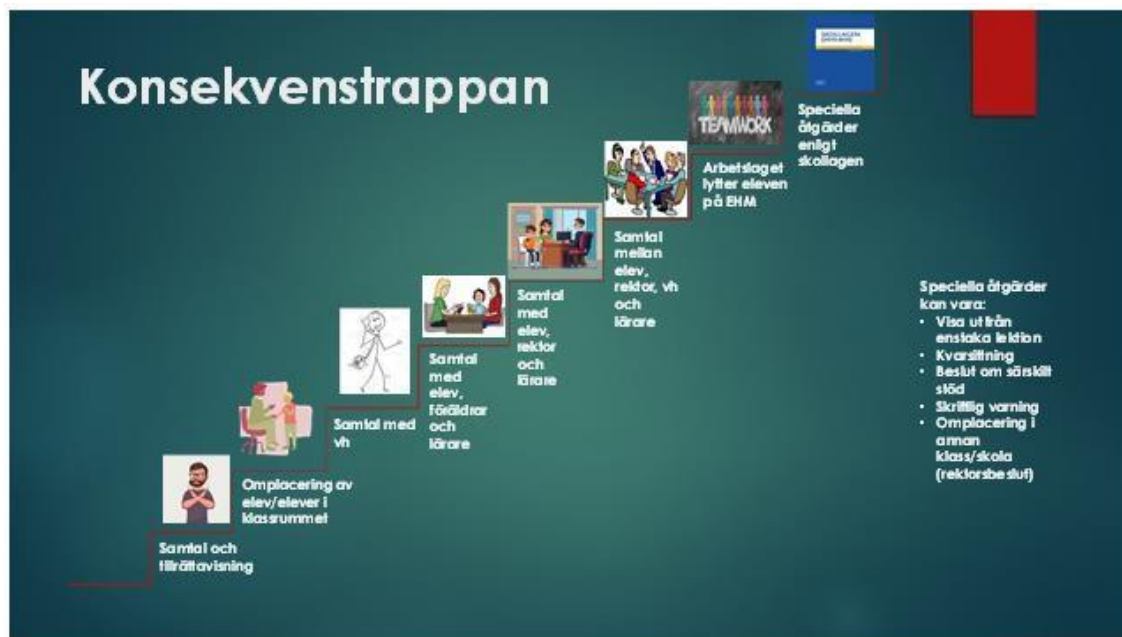 Konsekvenstrappan
Samtal och
tillrättavisning
Omplacering av
elev/elever i
klassrummet
Samtal med
vh
Samtal
med
elev,
föräldrar
och
lärare
Samtal
med
elev,
rektor
och
lärare
Samtal
mellan
elev,
rektor, vh
och
lärare
TEAMWORK
Arbetslaget
lyfter eleven
på EHM
Speciella
åtgärder
enligt
skollagen
Speciella åtgärder
kan vara:
• Visa ut från
enstaka lektion
• Kvarsittning
• Beslut om särskilt
stöd
• Skriftlig varning
• Omplacering i
annan
klass/skola
(rektorsbeslut)